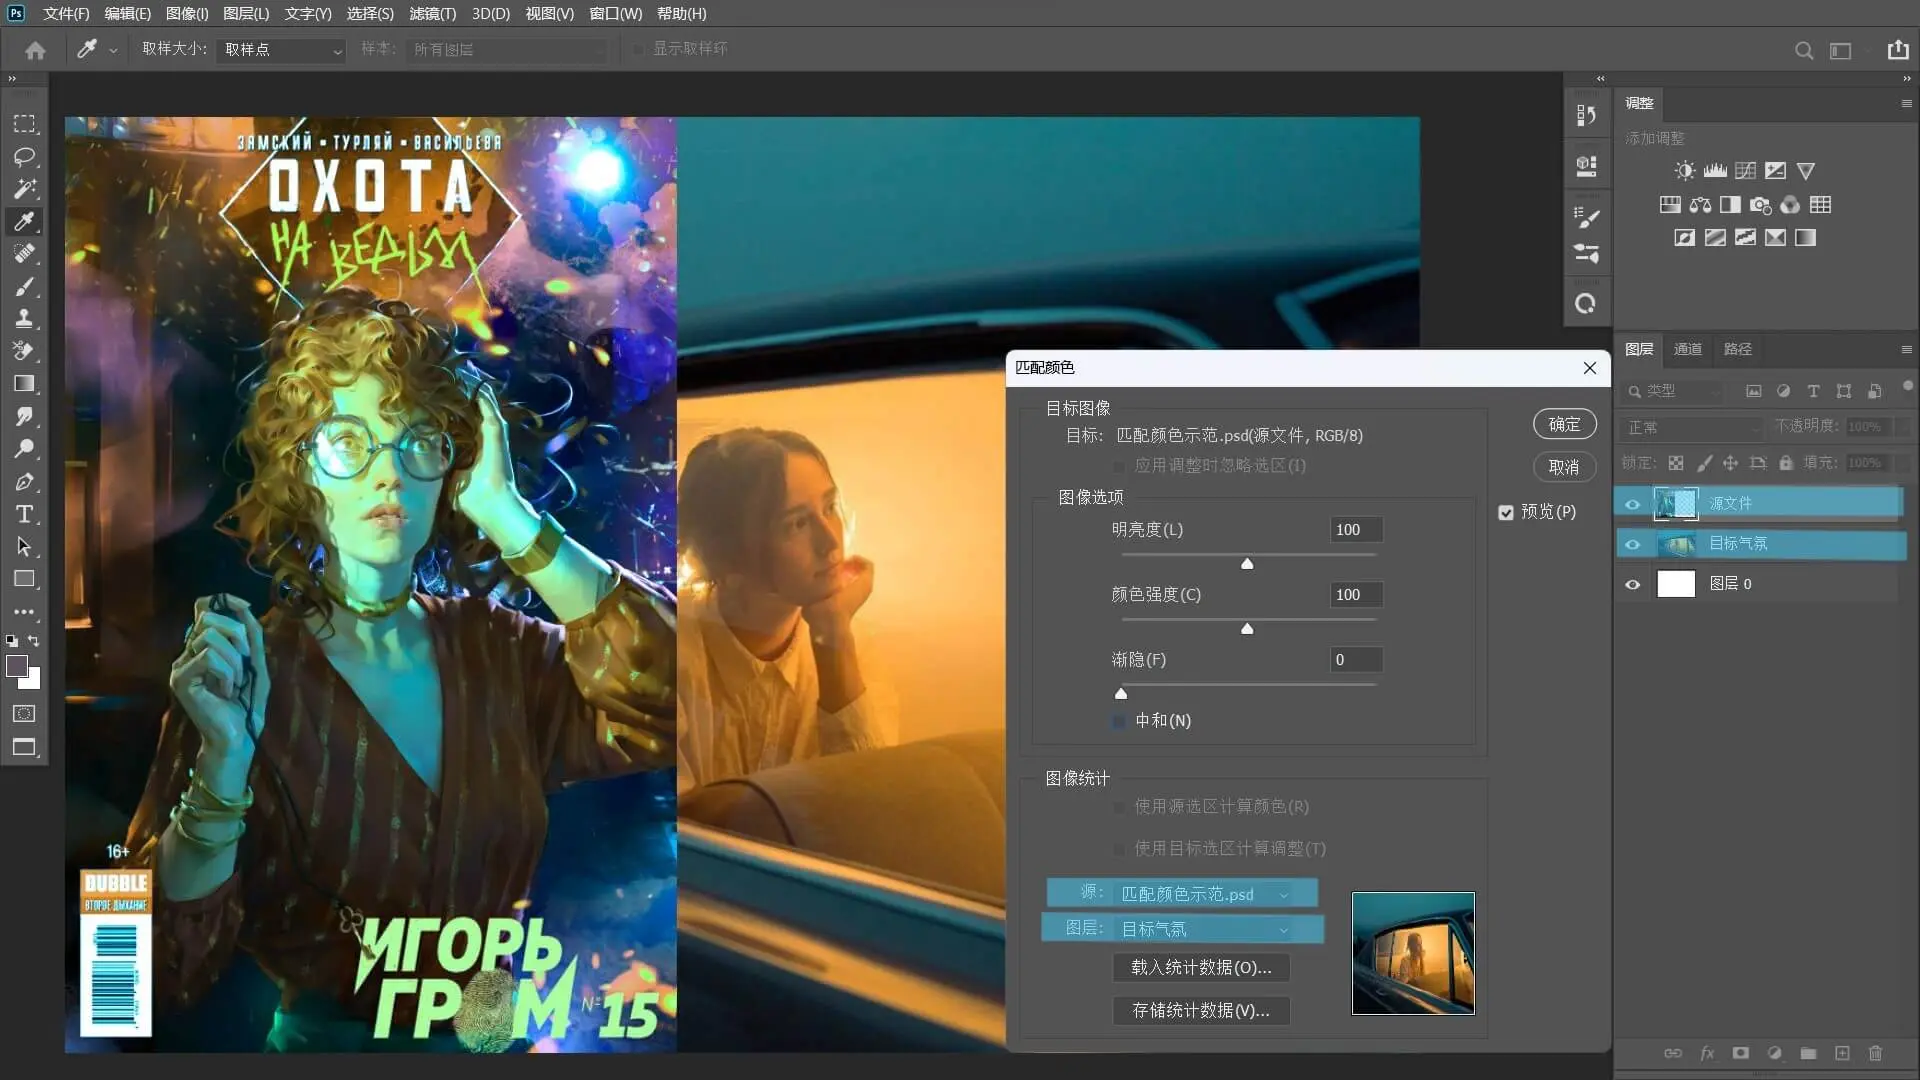 Ps 文件(F) 编辑(E) 图像(I) 图层(L) 文字(Y) 选择(S) 滤镜(T) 3D(D) 视图(V) 窗口(W) 帮助(H)
取样大小: 取样点 样本: 所有图层 显示取样环
调整
添加调整
ЗАМСКИЙ • ТУРЛЯЙ • ВАСИЛЬЕВА
ОХОТА
НА ВЕДЬМ
16+
DUBBLE
ВТОРОЕ ДЫХАНИЕ
ИГОРЬ
ГРОМ
№15
匹配颜色
目标图像
目标: 匹配颜色示范.psd(源文件, RGB/8)
应用调整时忽略选区(I)
图像选项
明亮度(L) 100
颜色强度(C) 100
渐隐(F) 0
中和(N)
图像统计
使用源选区计算颜色(R)
使用目标选区计算调整(T)
源: 匹配颜色示范.psd
图层: 目标气氛
载入统计数据(O)...
存储统计数据(V)...
确定
取消
预览(P)
图层 通道 路径
类型
正常 不透明度: 100%
锁定: 填充: 100%
源文件
目标气氛
图层 0
fx